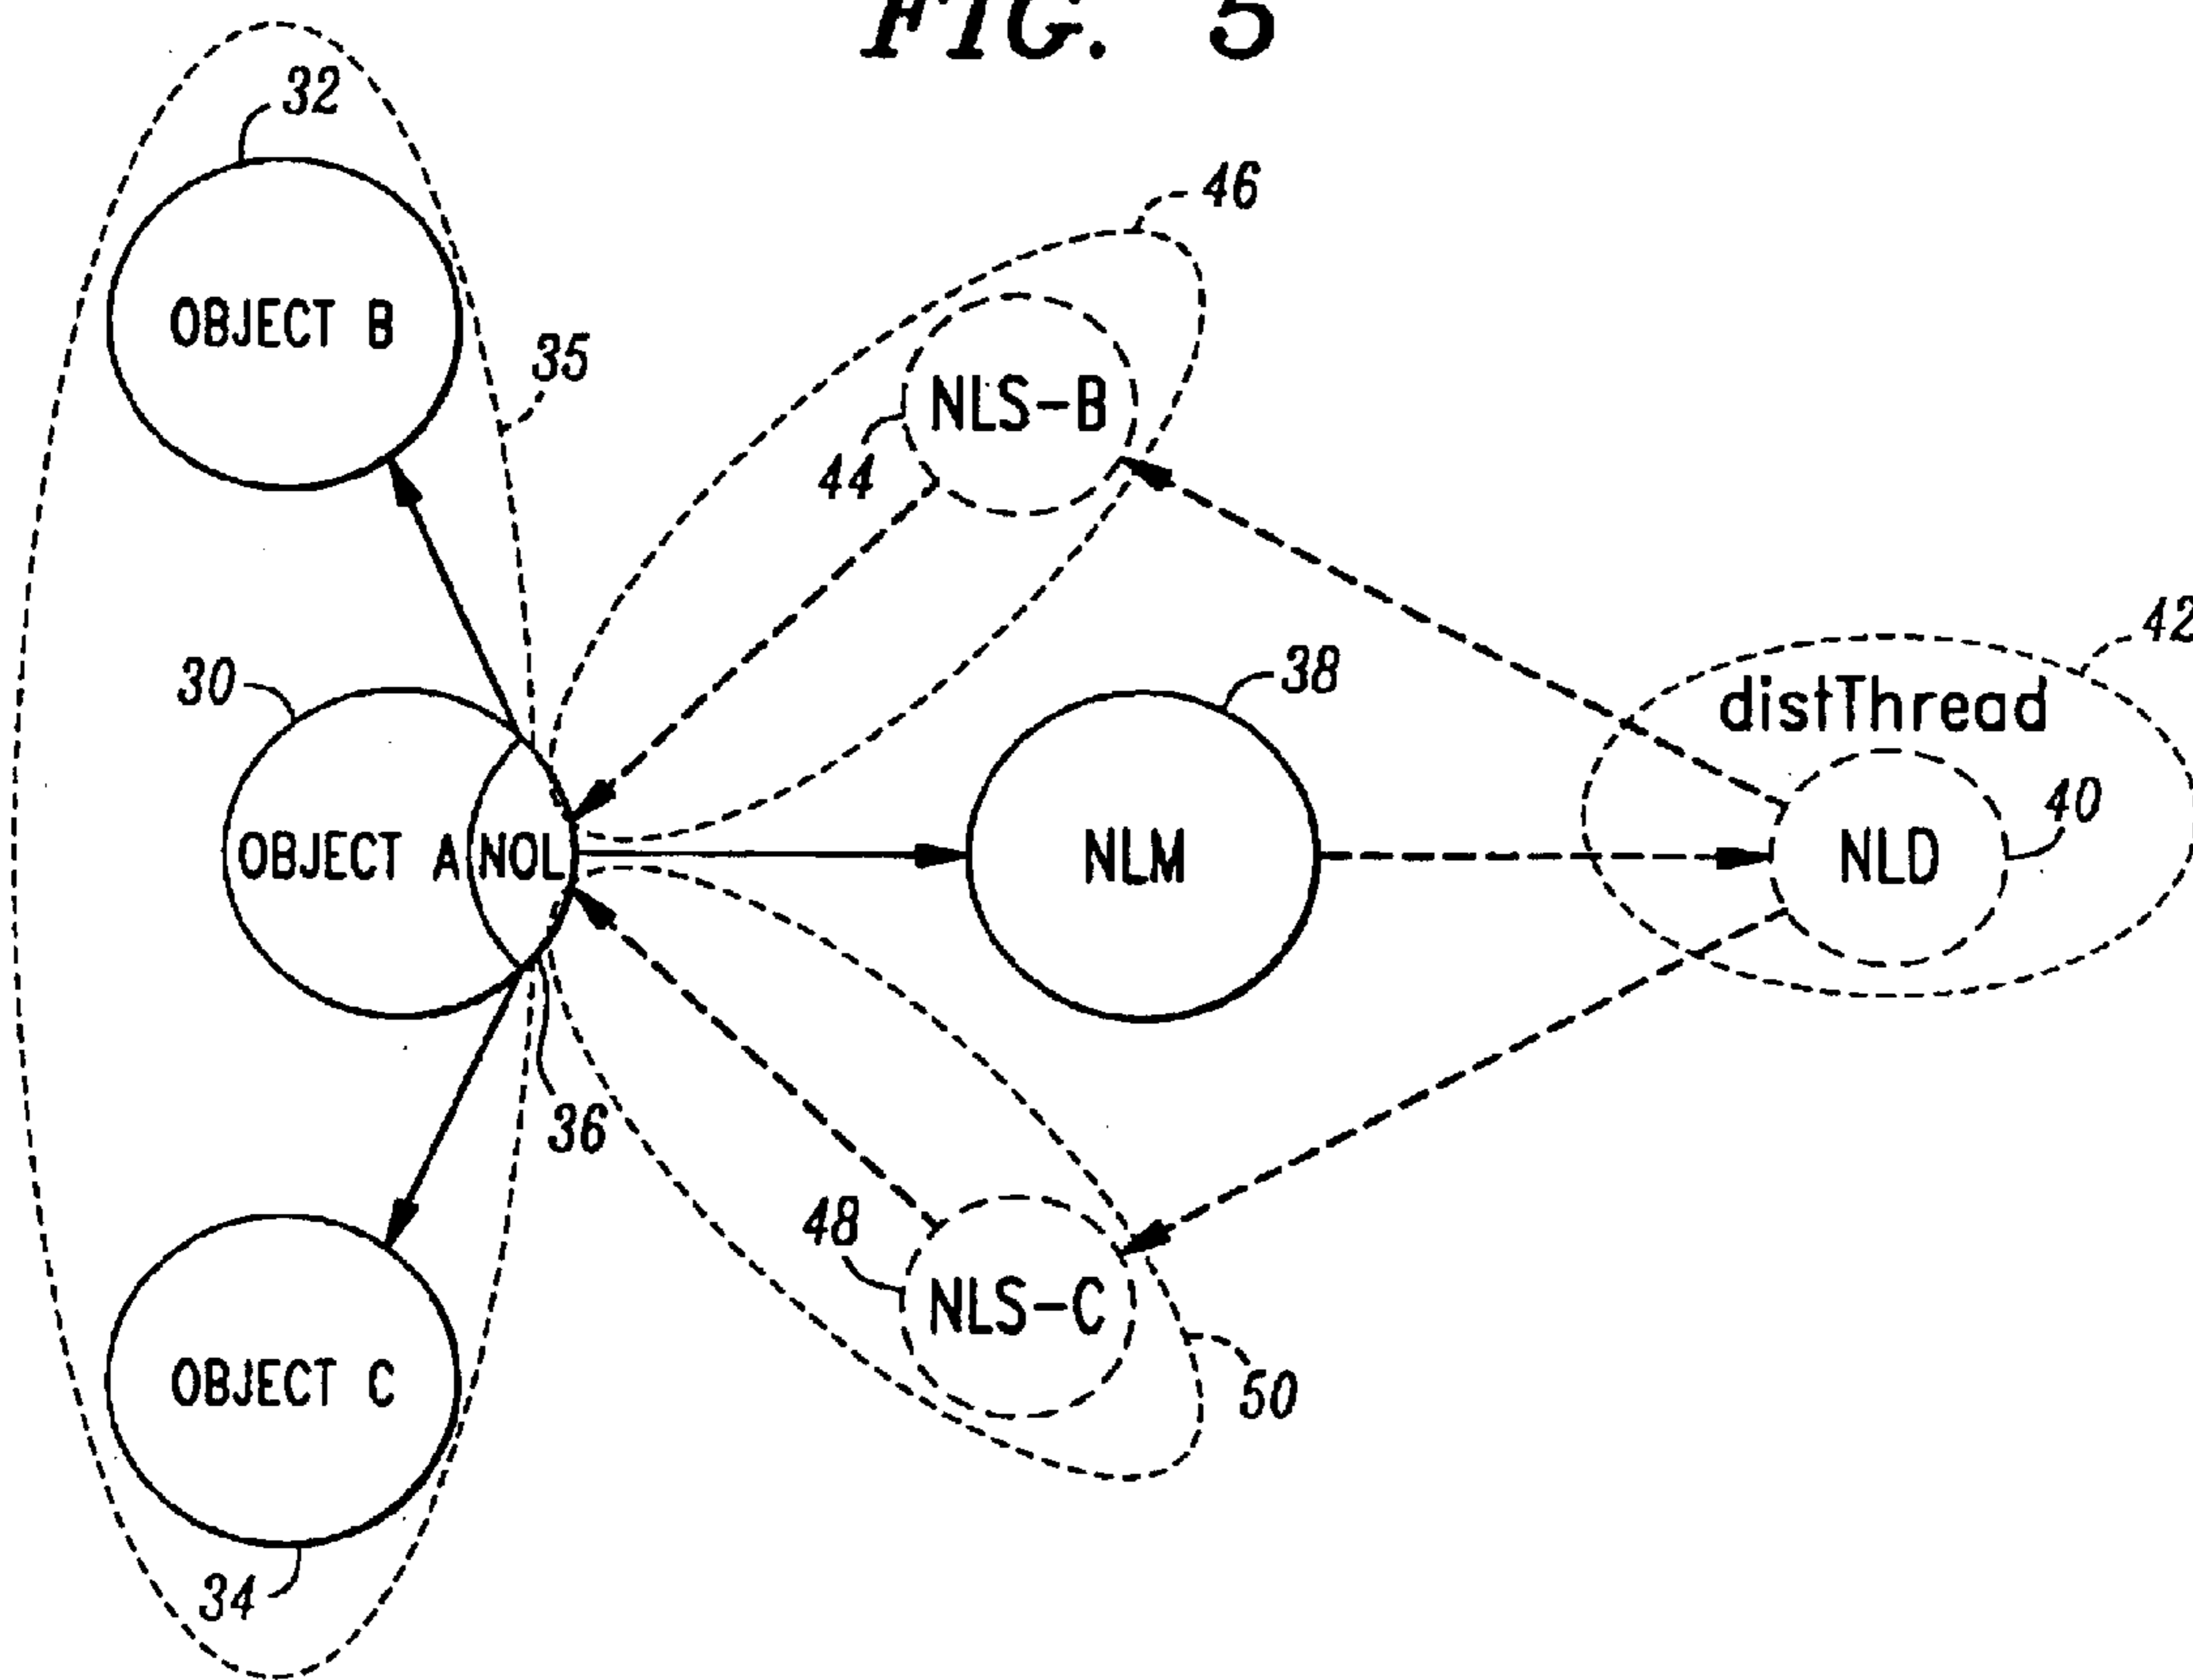 FIG. 5
32
46
OBJECT B
35
NLS-B
44
42
30
38
distThread
40
OBJECT A
NOL
NLM
NLD
36
48
NLS-C
OBJECT C
50
34